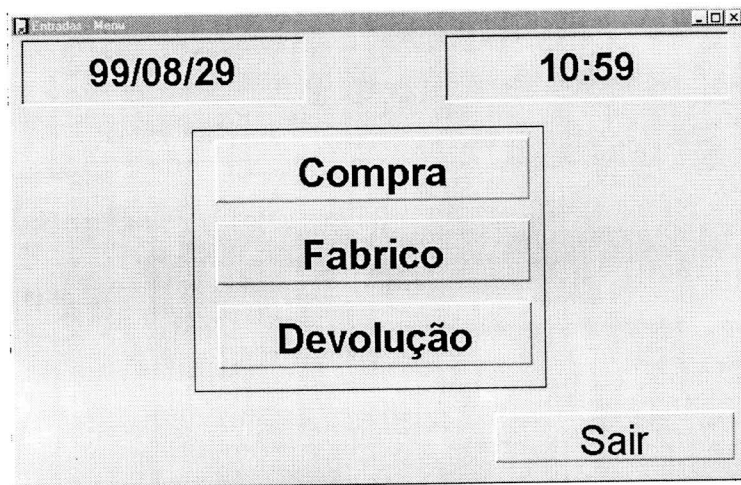 Entradas - Menu
99/08/29
10:59
Compra
Fabrico
Devolução
Sair